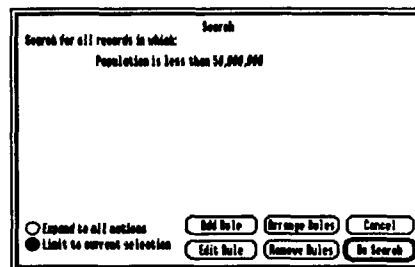 Search
Search for all records in which:
Population is less than 50,000,000
Expand to all nations
Limit to current selection
Add Rule
Arrange Rules
Cancel
Edit Rule
Remove Rules
Do Search